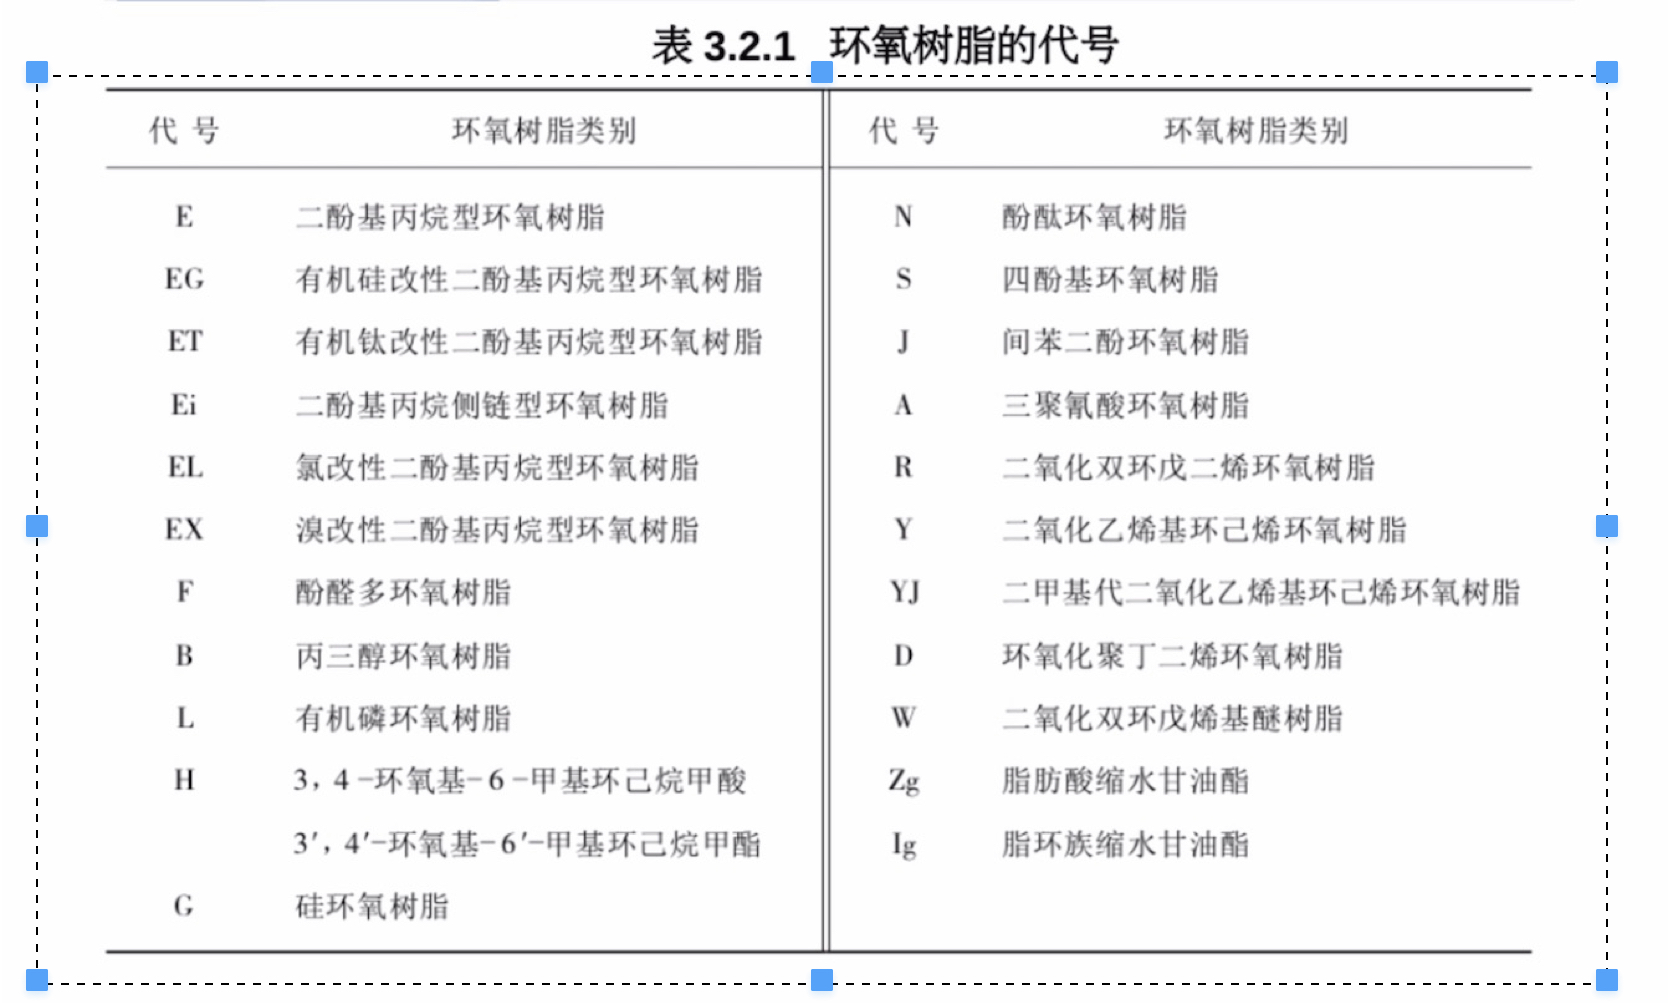 表 3.2.1 环氧树脂的代号
代 号 环氧树脂类别 代 号 环氧树脂类别
E 二酚基丙烷型环氧树脂 N 酚酞环氧树脂
EG 有机硅改性二酚基丙烷型环氧树脂 S 四酚基环氧树脂
ET 有机钛改性二酚基丙烷型环氧树脂 J 间苯二酚环氧树脂
Ei 二酚基丙烷侧链型环氧树脂 A 三聚氰酸环氧树脂
EL 氯改性二酚基丙烷型环氧树脂 R 二氧化双环戊二烯环氧树脂
EX 溴改性二酚基丙烷型环氧树脂 Y 二氧化乙烯基环己烯环氧树脂
F 酚醛多环氧树脂 YJ 二甲基代二氧化乙烯基环己烯环氧树脂
B 丙三醇环氧树脂 D 环氧化聚丁二烯环氧树脂
L 有机磷环氧树脂 W 二氧化双环戊烯基醚树脂
H 3，4－环氧基－6－甲基环己烷甲酸 Zg 脂肪酸缩水甘油酯
3′，4′－环氧基－6′－甲基环己烷甲酯 Ig 脂环族缩水甘油酯
G 硅环氧树脂